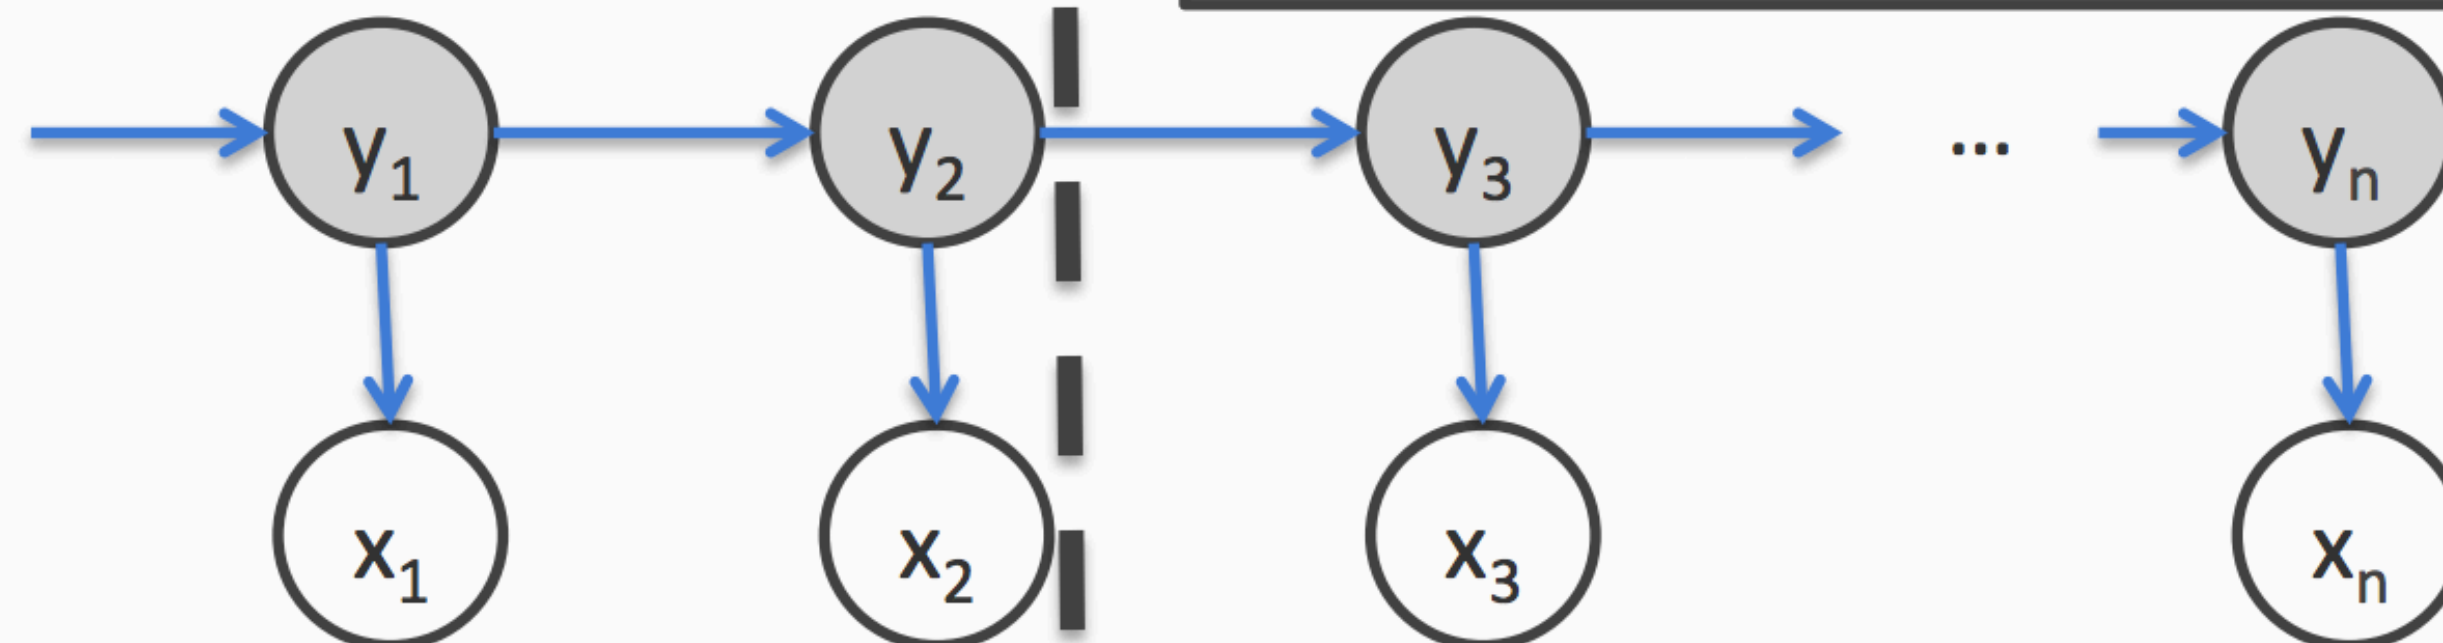 y₁ y₂ y₃ ... yₙ
x₁ x₂ x₃ xₙ